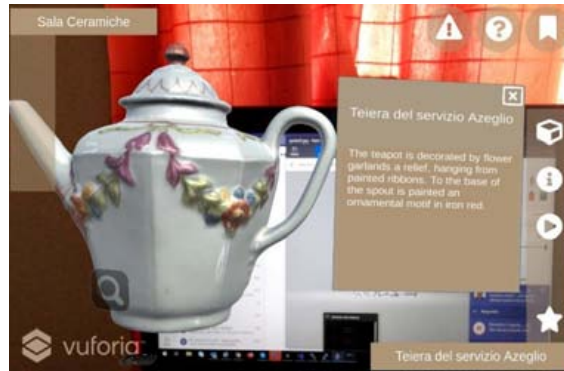 Sala Ceramiche
Teiera del servizio Azeglio
The teapot is decorated by flower
garlands a relief, hanging from
painted ribbons. To the base of
the spout is painted an
ornamental motif in iron red.
vuforia
Teiera del servizio Azeglio